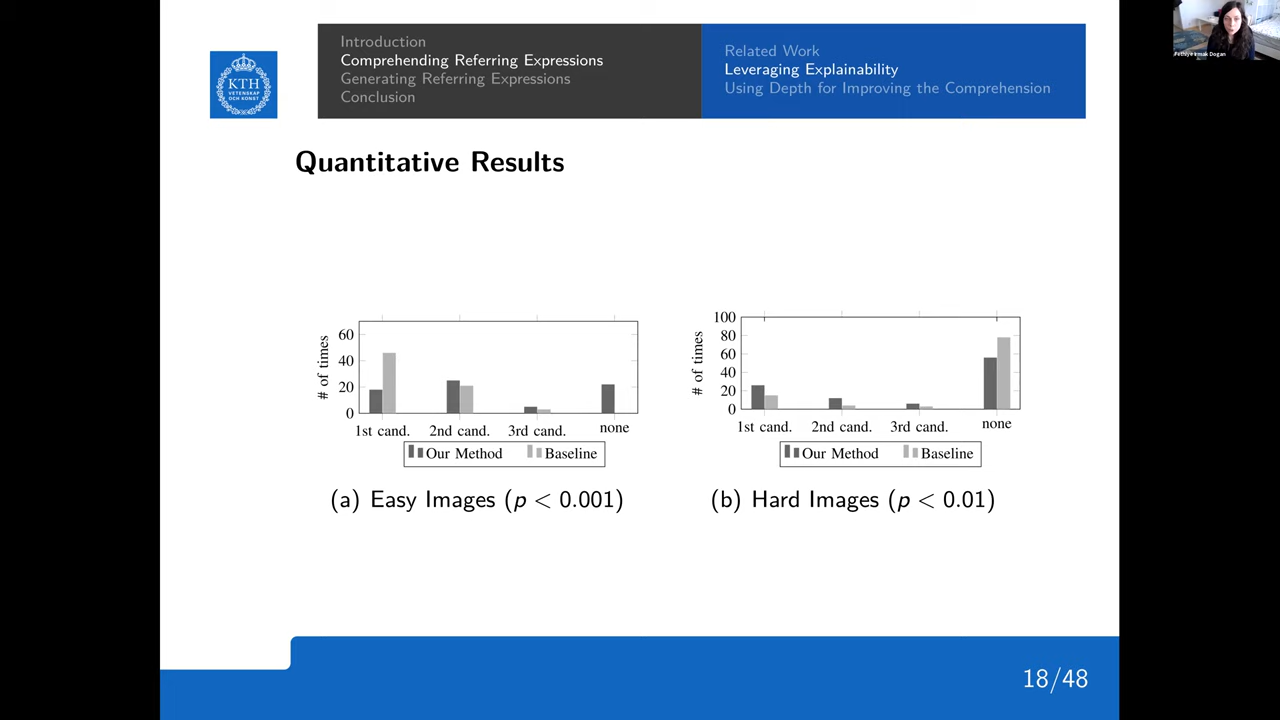 Introduction
Comprehending Referring Expressions
Generating Referring Expressions
Conclusion
Related Work
Leveraging Explainability
Using Depth for Improving the Comprehension
KTH
VETENSKAP
OCH KONST
Quantitative Results
# of times
60
40
20
0
1st cand.
2nd cand.
3rd cand.
none
Our Method
Baseline
(a) Easy Images (p < 0.001)
# of times
100
80
60
40
20
0
1st cand.
2nd cand.
3rd cand.
none
Our Method
Baseline
(b) Hard Images (p < 0.01)
18/48